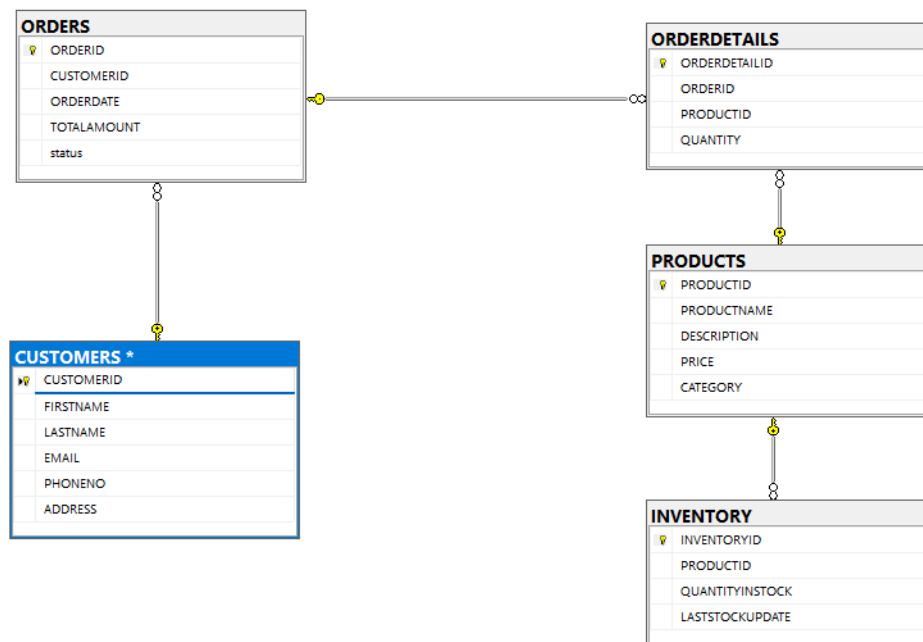 ORDERS
ORDERID
CUSTOMERID
ORDERDATE
TOTALAMOUNT
status
ORDERDETAILS
ORDERDETAILID
ORDERID
PRODUCTID
QUANTITY
CUSTOMERS *
CUSTOMERID
FIRSTNAME
LASTNAME
EMAIL
PHONENO
ADDRESS
PRODUCTS
PRODUCTID
PRODUCTNAME
DESCRIPTION
PRICE
CATEGORY
INVENTORY
INVENTORYID
PRODUCTID
QUANTITYINSTOCK
LASTSTOCKUPDATE